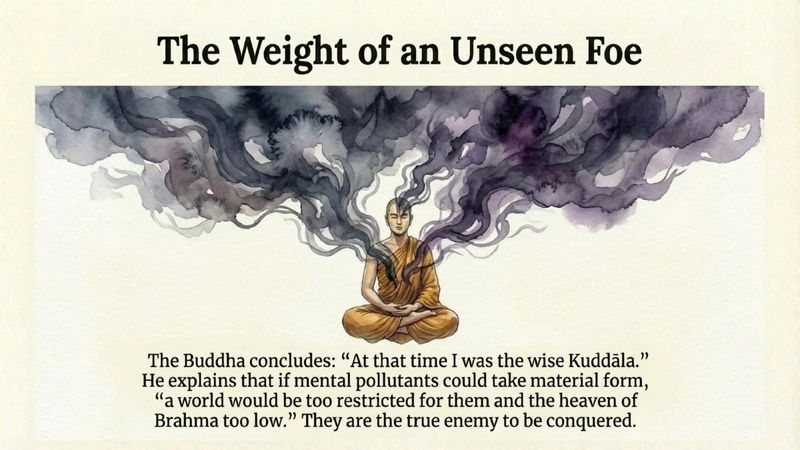 The Weight of an Unseen Foe
The Buddha concludes: “At that time I was the wise Kuddāla.”
He explains that if mental pollutants could take material form,
“a world would be too restricted for them and the heaven of
Brahma too low.” They are the true enemy to be conquered.